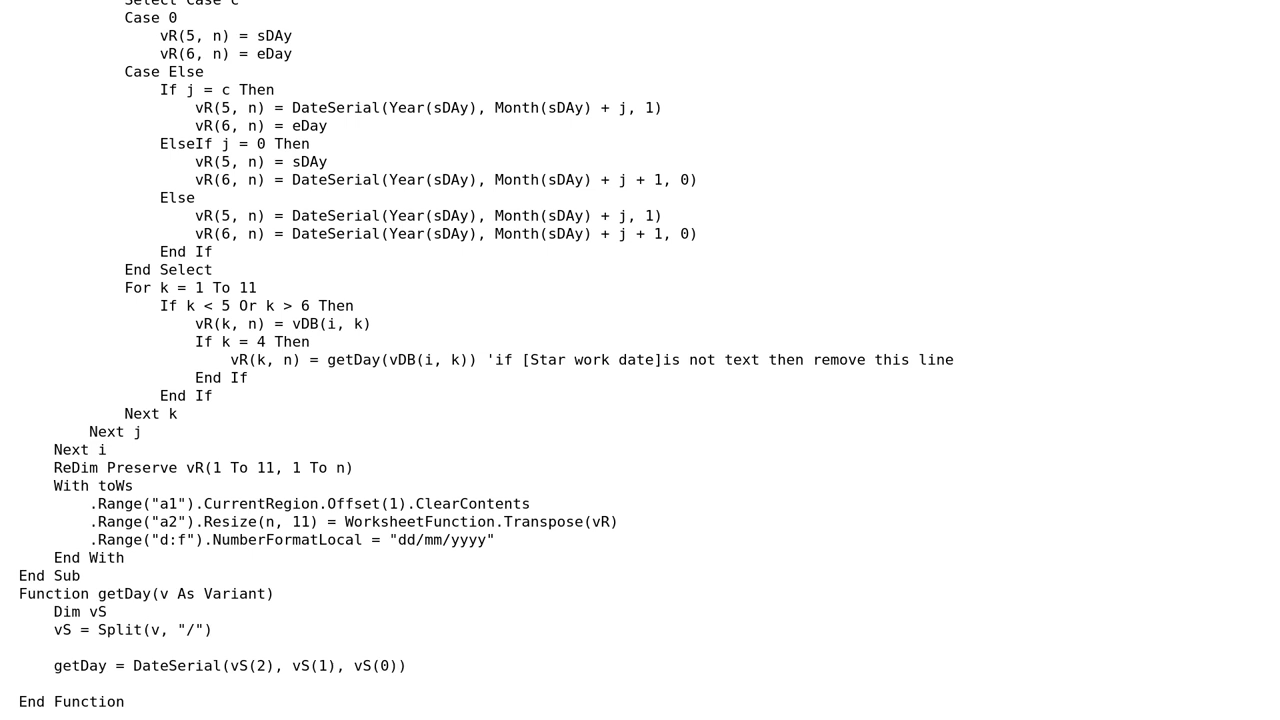 Select Case c
            Case 0
                vR(5, n) = sDAy
                vR(6, n) = eDay
            Case Else
                If j = c Then
                    vR(5, n) = DateSerial(Year(sDAy), Month(sDAy) + j, 1)
                    vR(6, n) = eDay
                ElseIf j = 0 Then
                    vR(5, n) = sDAy
                    vR(6, n) = DateSerial(Year(sDAy), Month(sDAy) + j + 1, 0)
                Else
                    vR(5, n) = DateSerial(Year(sDAy), Month(sDAy) + j, 1)
                    vR(6, n) = DateSerial(Year(sDAy), Month(sDAy) + j + 1, 0)
                End If
            End Select
            For k = 1 To 11
                If k < 5 Or k > 6 Then
                    vR(k, n) = vDB(i, k)
                    If k = 4 Then
                        vR(k, n) = getDay(vDB(i, k)) 'if [Star work date]is not text then remove this line
                    End If
                End If
            Next k
        Next j
    Next i
    ReDim Preserve vR(1 To 11, 1 To n)
    With toWs
        .Range("a1").CurrentRegion.Offset(1).ClearContents
        .Range("a2").Resize(n, 11) = WorksheetFunction.Transpose(vR)
        .Range("d:f").NumberFormatLocal = "dd/mm/yyyy"
    End With
End Sub
Function getDay(v As Variant)
    Dim vS
    vS = Split(v, "/")

    getDay = DateSerial(vS(2), vS(1), vS(0))

End Function